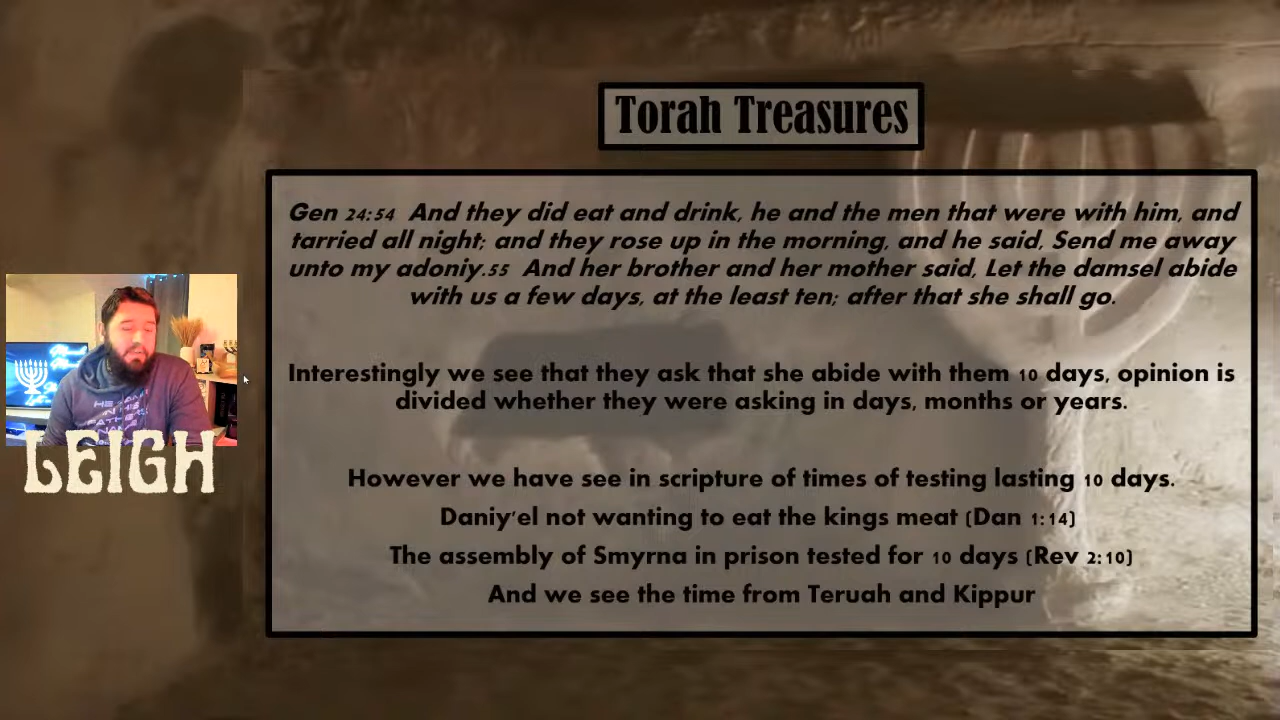 Torah Treasures
Gen 24:54 And they did eat and drink, he and the men that were with him, and
tarried all night; and they rose up in the morning, and he said, Send me away
unto my adoniy.55 And her brother and her mother said, Let the damsel abide
with us a few days, at the least ten; after that she shall go.
Interestingly we see that they ask that she abide with them 10 days, opinion is
divided whether they were asking in days, months or years.
However we have see in scripture of times of testing lasting 10 days.
Daniy'el not wanting to eat the kings meat (Dan 1:14)
The assembly of Smyrna in prison tested for 10 days (Rev 2:10)
And we see the time from Teruah and Kippur
LEIGH